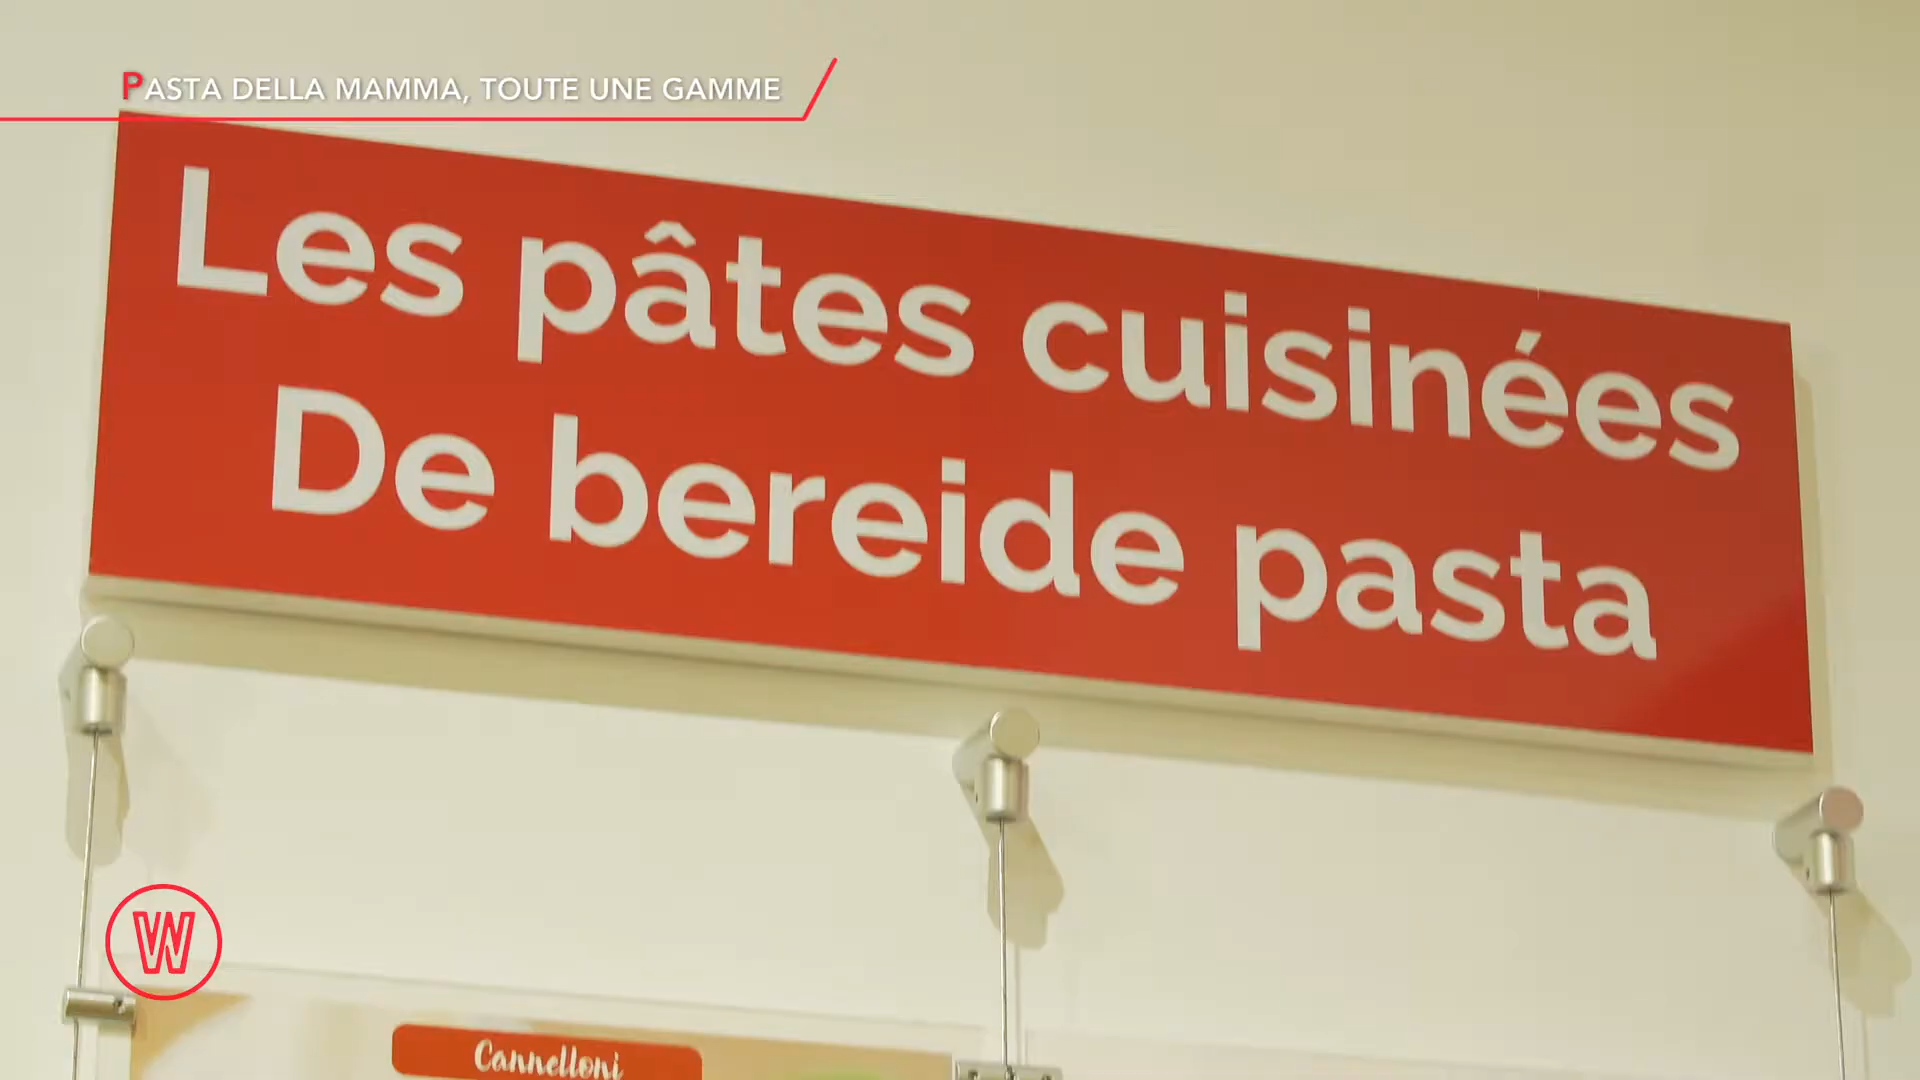 PASTA DELLA MAMMA, TOUTE UNE GAMME
Les pâtes cuisinées
De bereide pasta
W
Cannelloni